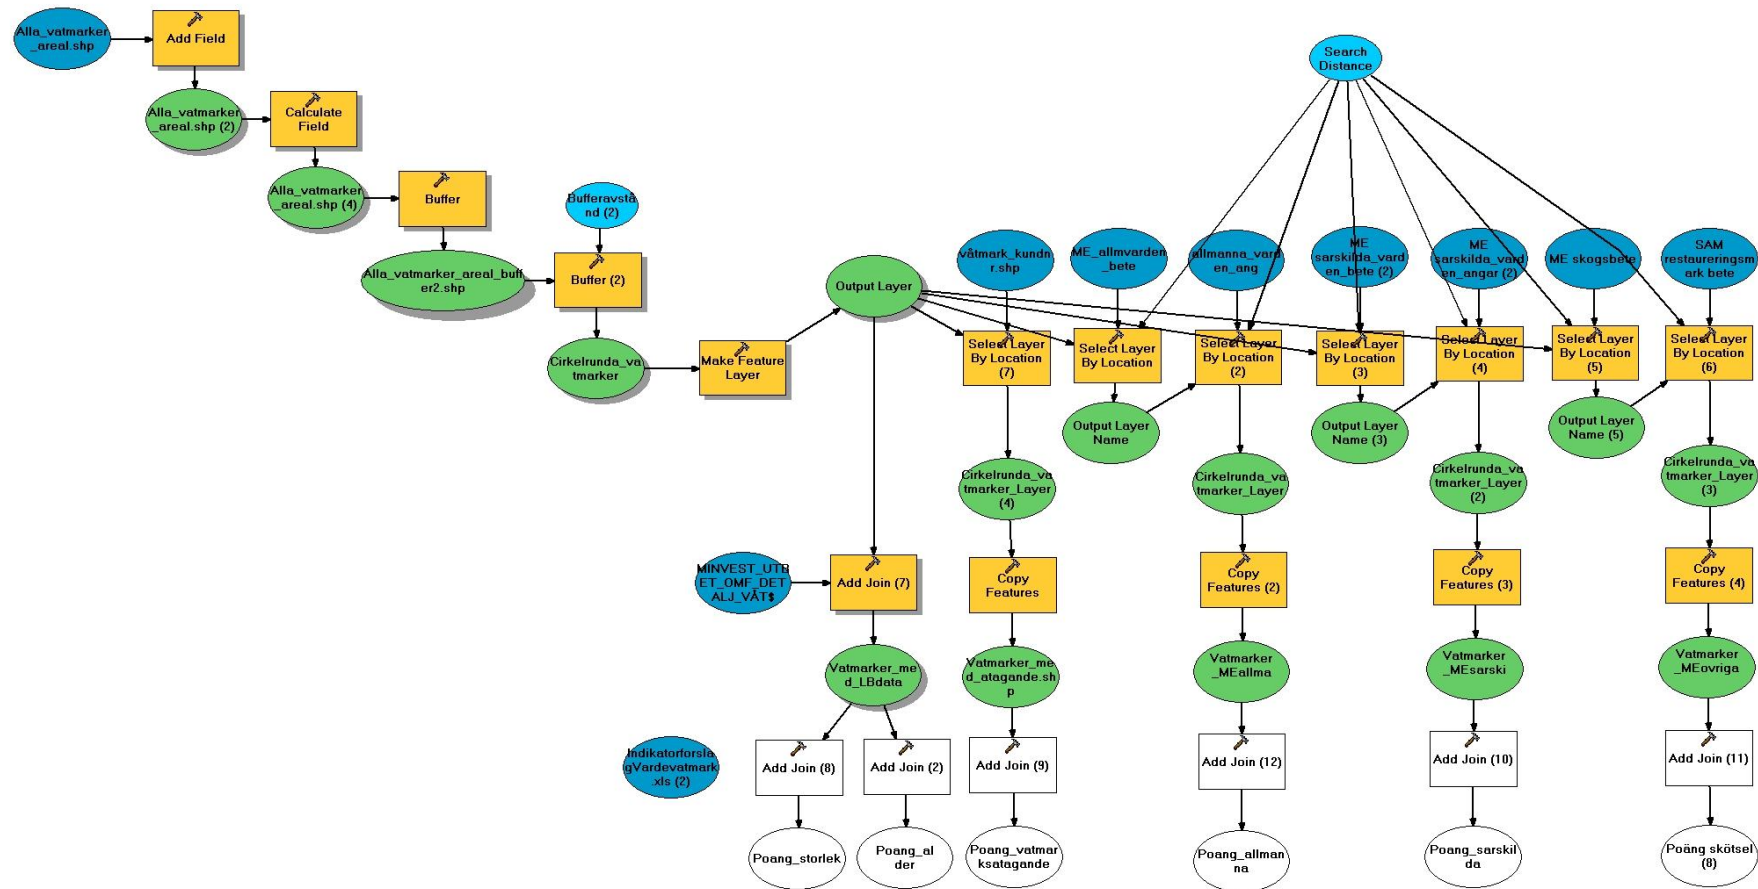 Alla_vatmarker
_areal.shp
Add Field
Alla_vatmarker
_areal.shp (2)
Calculate
Field
Alla_vatmarker
_areal.shp (4)
Buffer
Alla_vatmarker_areal_buff
er2.shp
Bufferavstå
nd (2)
Buffer (2)
Cirkelrunda_va
tmarker
Make Feature
Layer
Output Layer
Search
Distance
våtmark_kundn
r.shp
ME_allmvarden
_bete
allmanna_vard
en_ang
ME
sarskilda_vard
en_bete (2)
ME
sarskilda_vard
en_angar (2)
ME skogsbete
SAM
restaureringsm
ark bete
Select Layer
By Location
(7)
Select Layer
By Location
Select Layer
By Location
(2)
Select Layer
By Location
(3)
Select Layer
By Location
(4)
Select Layer
By Location
(5)
Select Layer
By Location
(6)
Output Layer
Name
Output Layer
Name (3)
Output Layer
Name (5)
Cirkelrunda_va
tmarker_Layer
(4)
Cirkelrunda_va
tmarker_Layer
Cirkelrunda_va
tmarker_Layer
(2)
Cirkelrunda_va
tmarker_Layer
(3)
MINVEST_UTB
ET_OMF_DET
ALJ_VÅT$
Add Join (7)
Copy
Features
Copy
Features (2)
Copy
Features (3)
Copy
Features (4)
Vatmarker_me
d_LBdata
Vatmarker_me
d_atagande.sh
p
Vatmarker
_MEallma
Vatmarker
_MEsarski
Vatmarker
_MEovriga
Indikatorforsla
gVardevatmark
.xls (2)
Add Join (8)
Add Join (2)
Add Join (9)
Add Join (12)
Add Join (10)
Add Join (11)
Poang_storlek
Poang_al
der
Poang_vatmar
ksatagande
Poang_allman
na
Poang_sarskil
da
Poäng skötsel
(8)